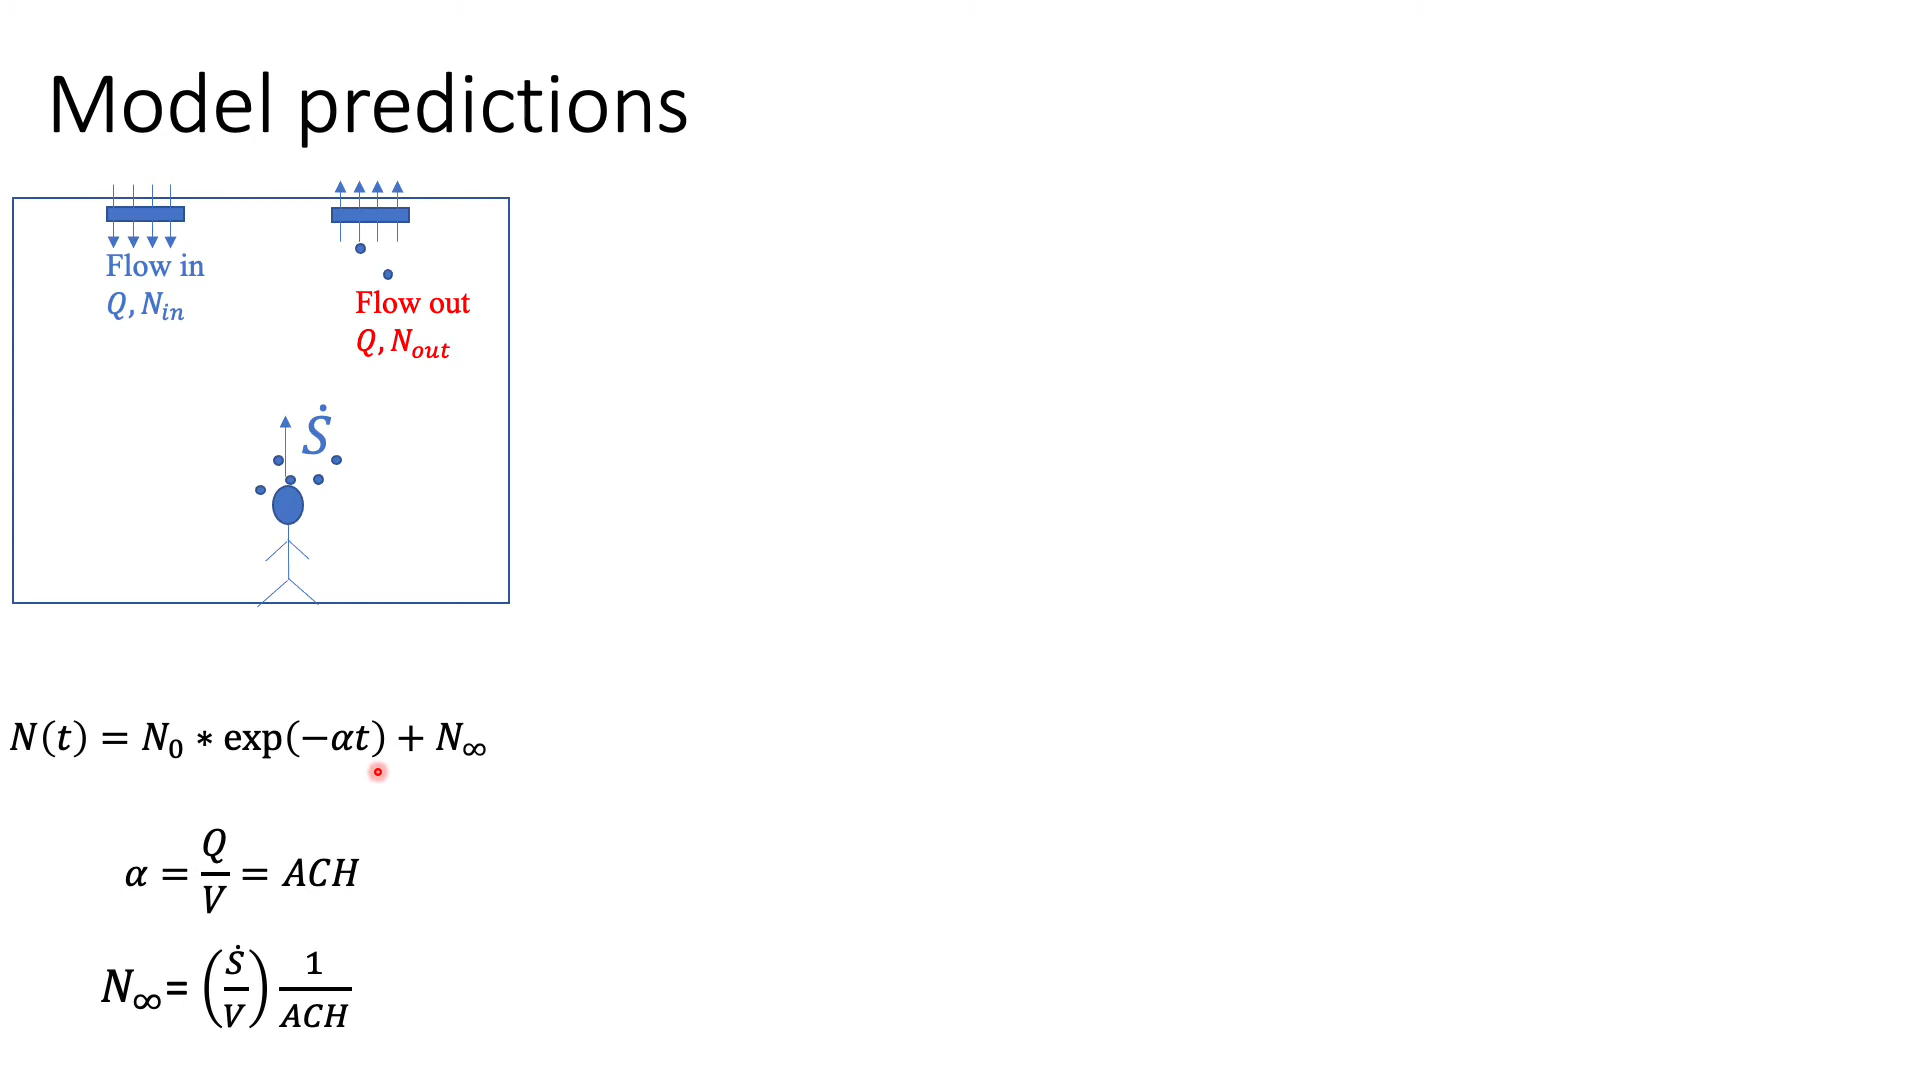 Model predictions
Flow in
Q, N_in
Flow out
Q, N_out
Ṡ
N(t) = N_0 * exp(−αt) + N_∞
α = Q/V = ACH
N_∞= (Ṡ/V) 1/ACH